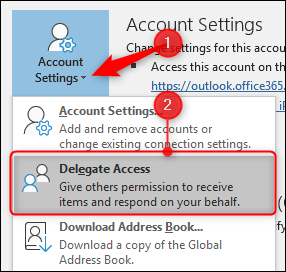 Account Settings
Change settings for this accou
Access this account on th
https://outlook.office365.
Account
Settings
1
2
Account Settings...
Add and remove accounts or
change existing connection settings.
Delegate Access
Give others permission to receive
items and respond on your behalf.
Download Address Book...
Download a copy of the Global
Address Book.